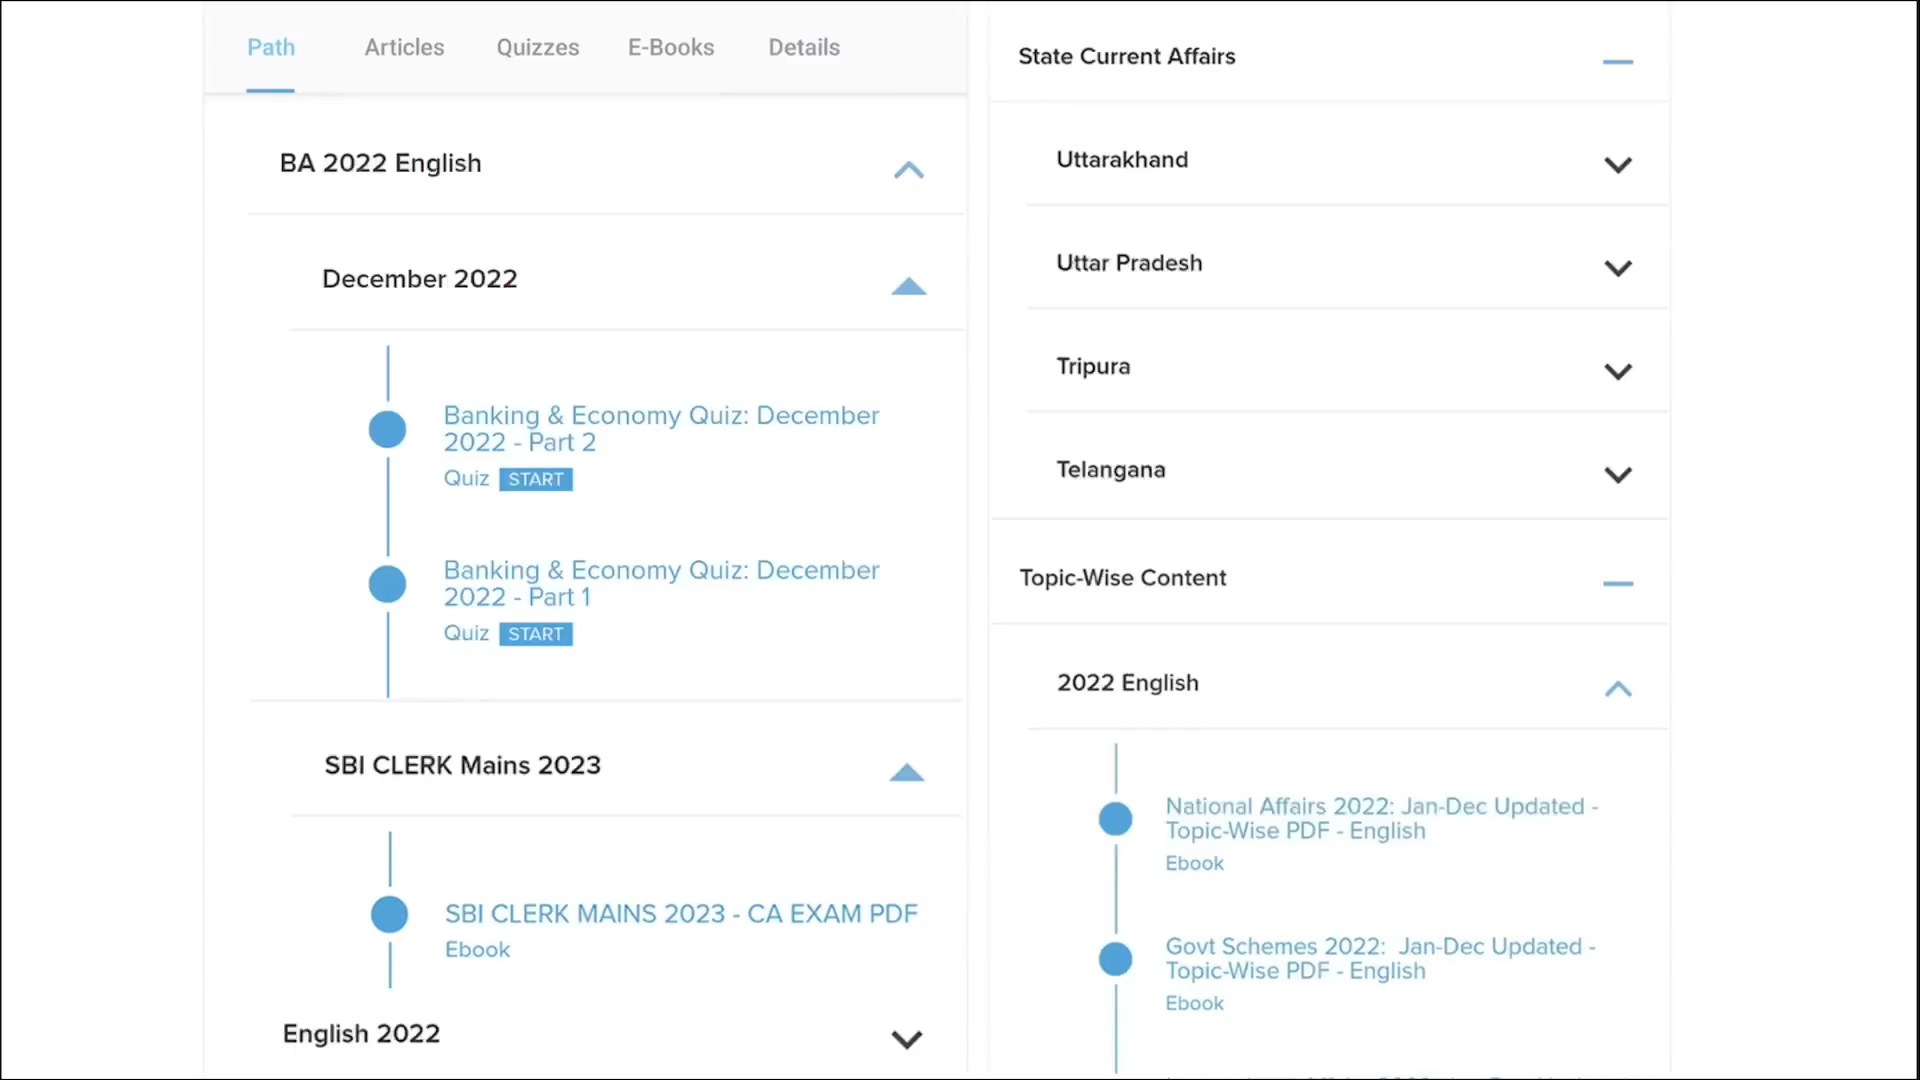 Path Articles Quizzes E-Books Details
BA 2022 English
December 2022
Banking & Economy Quiz: December
2022 - Part 2
Quiz START
Banking & Economy Quiz: December
2022 - Part 1
Quiz START
SBI CLERK Mains 2023
SBI CLERK MAINS 2023 - CA EXAM PDF
Ebook
English 2022
State Current Affairs
Uttarakhand
Uttar Pradesh
Tripura
Telangana
Topic-Wise Content
2022 English
National Affairs 2022: Jan-Dec Updated -
Topic-Wise PDF - English
Ebook
Govt Schemes 2022: Jan-Dec Updated -
Topic-Wise PDF - English
Ebook